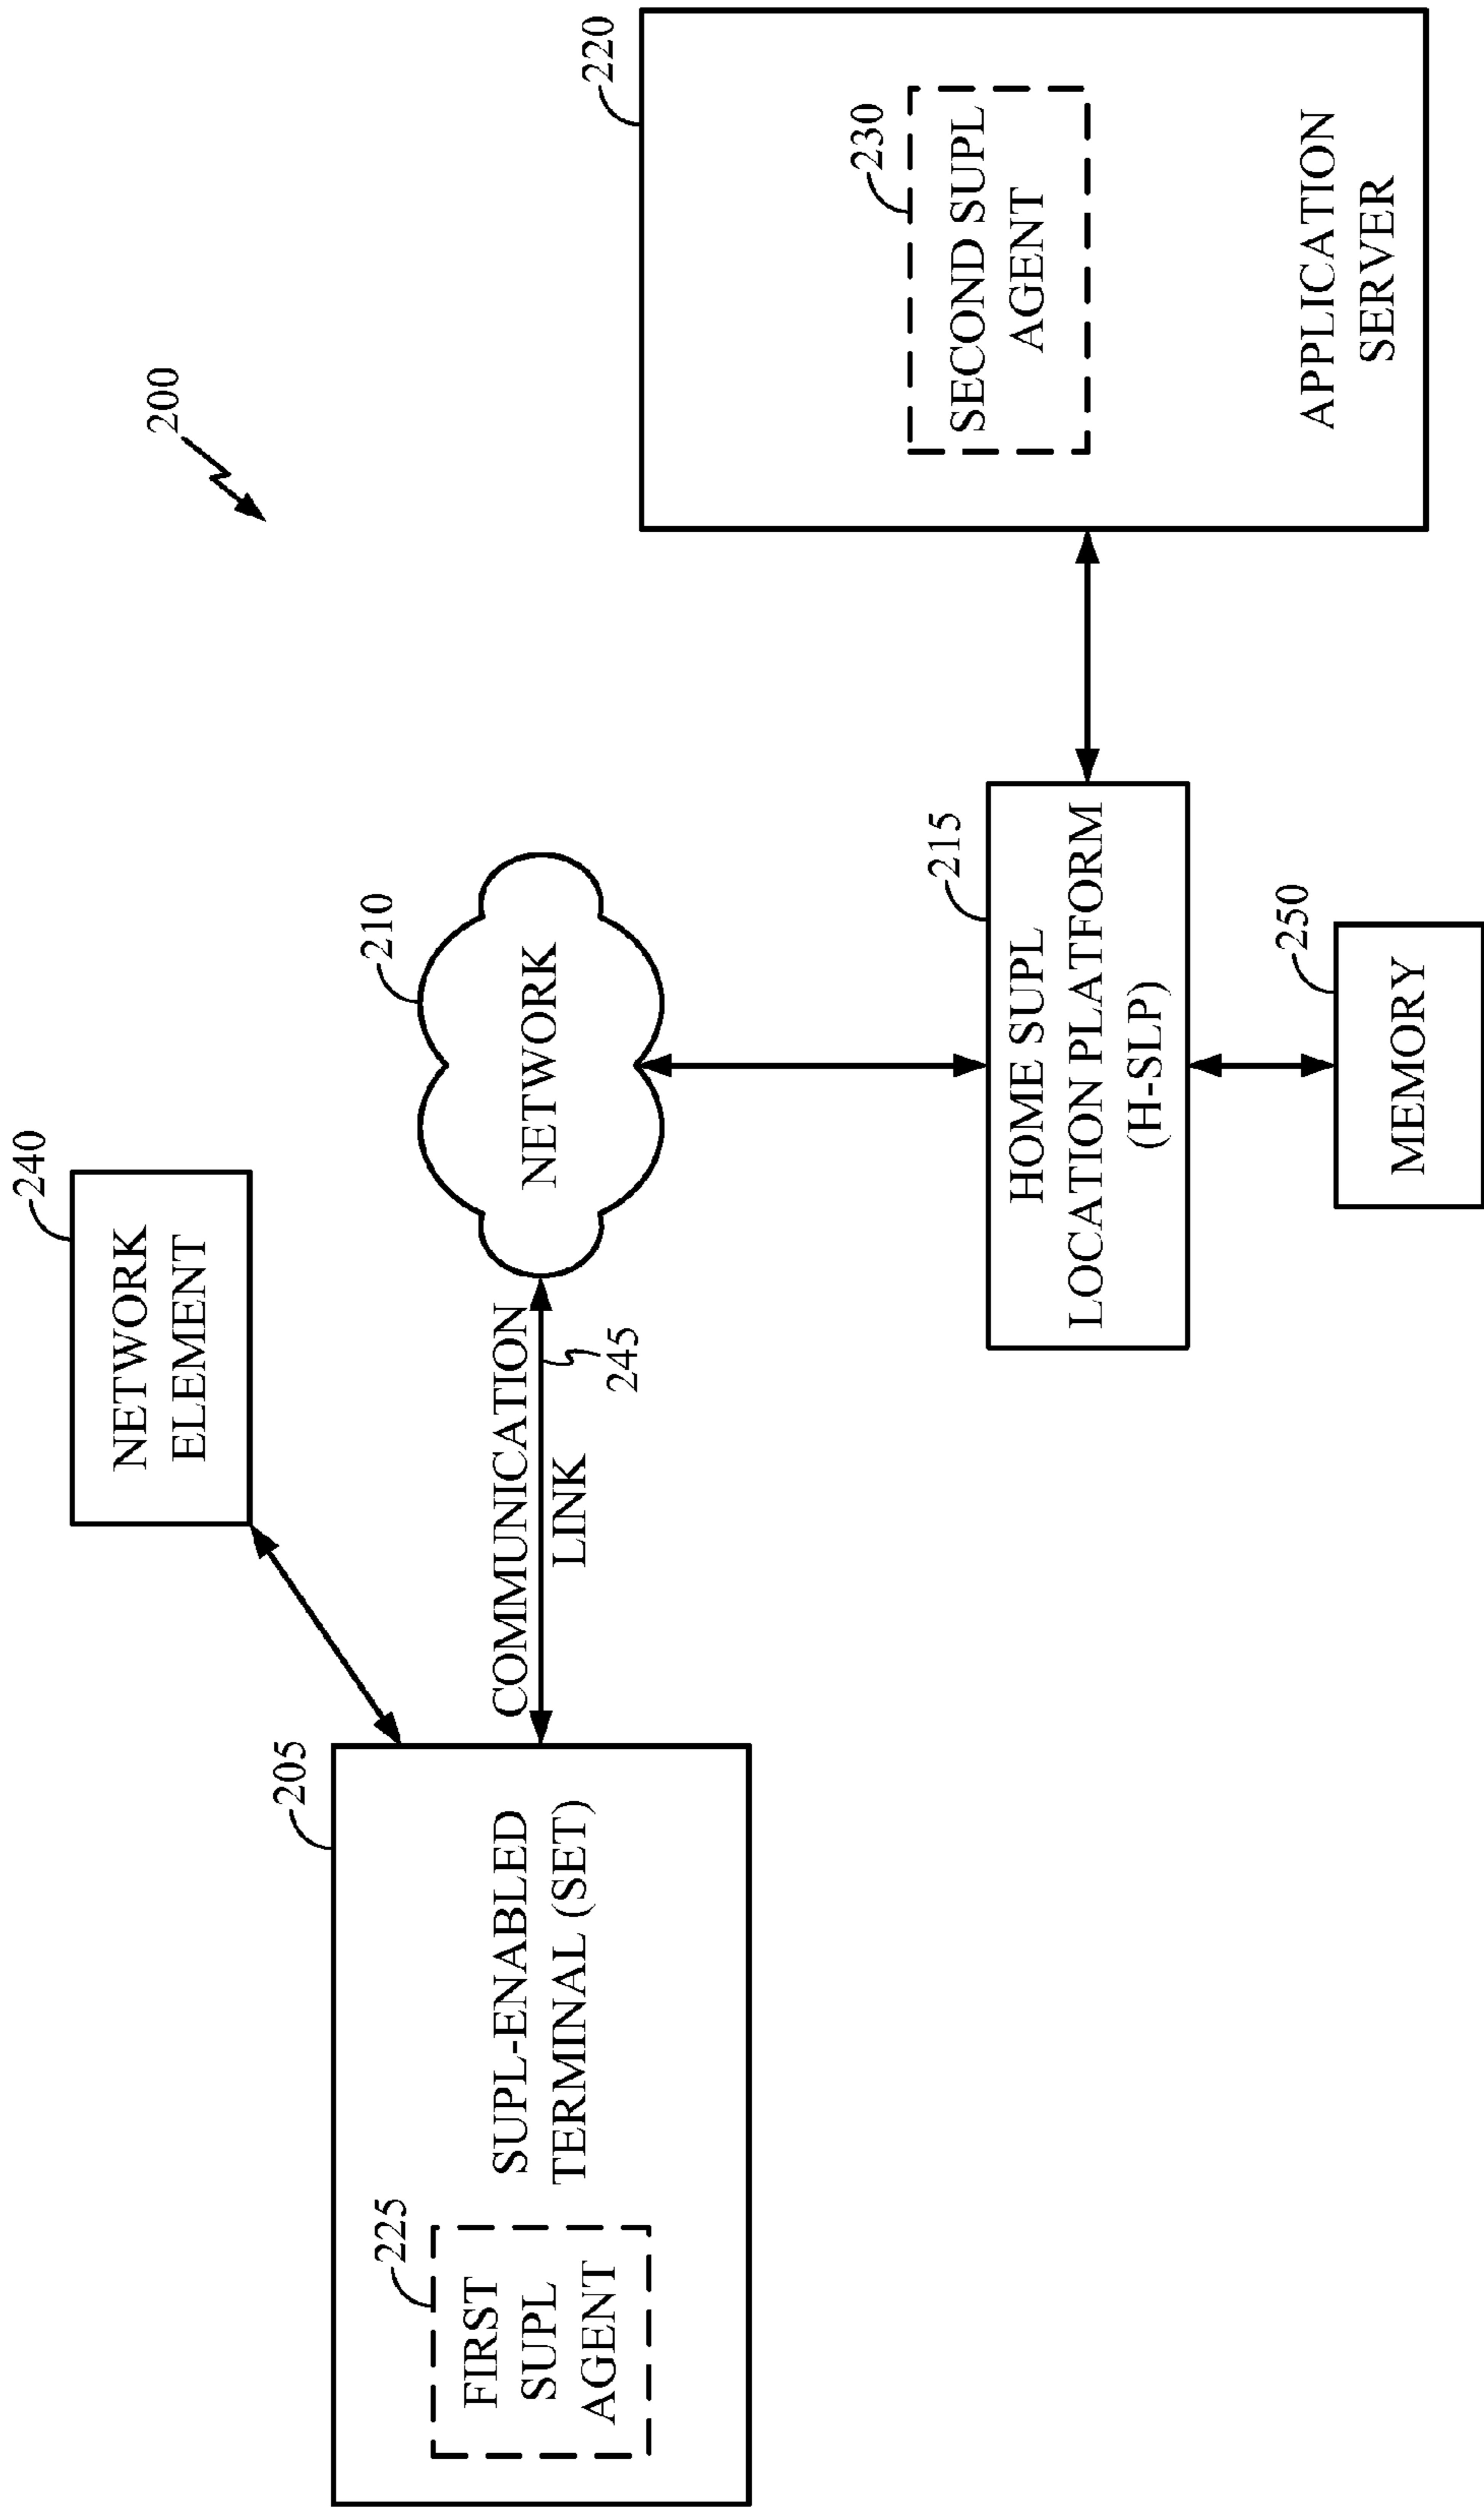 200
240
NETWORK
ELEMENT
205
225
FIRST
SUPL
AGENT
SUPL-ENABLED
TERMINAL (SET)
COMMUNICATION
LINK
245
210
NETWORK
220
230
SECOND SUPL
AGENT
APPLICATION
SERVER
215
HOME SUPL
LOCATION PLATFORM
(H-SLP)
250
MEMORY